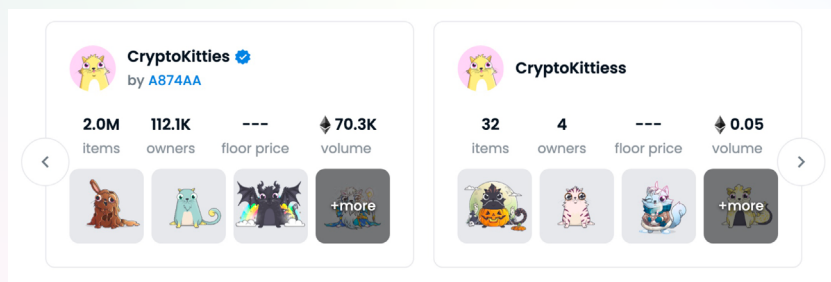 CryptoKitties
by A874AA
2.0M 112.1K --- 70.3K
items owners floor price volume
+more
CryptoKittiess
32 4 --- 0.05
items owners floor price volume
+more